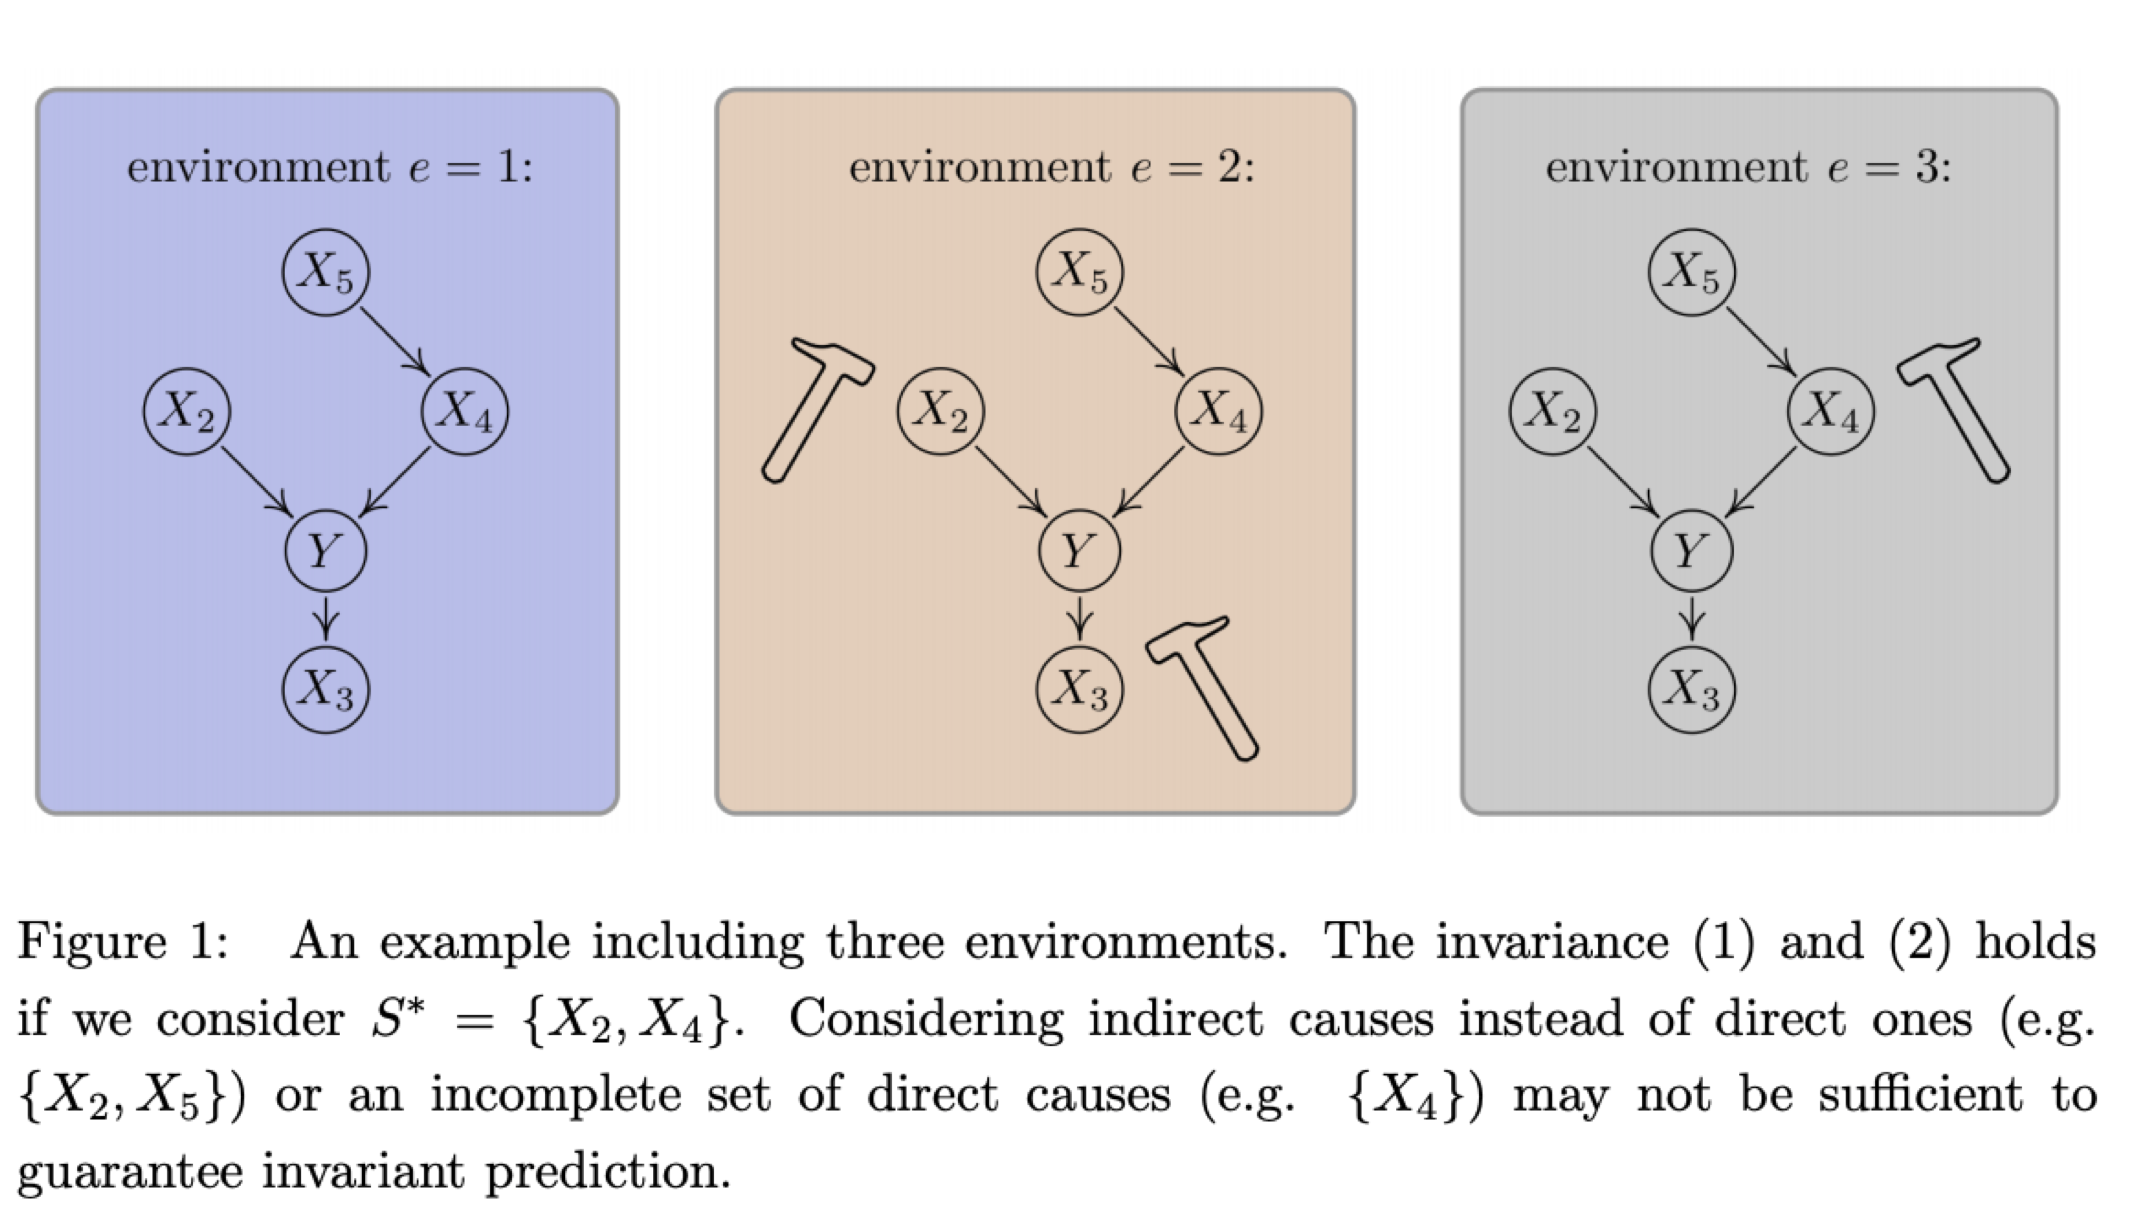 environment e = 1:
X₅
X₂ X₄
Y
X₃
environment e = 2:
X₅
X₂ X₄
Y
X₃
environment e = 3:
X₅
X₂ X₄
Y
X₃
Figure 1: An example including three environments. The invariance (1) and (2) holds
if we consider S* = {X₂, X₄}. Considering indirect causes instead of direct ones (e.g.
{X₂, X₅}) or an incomplete set of direct causes (e.g. {X₄}) may not be sufficient to
guarantee invariant prediction.